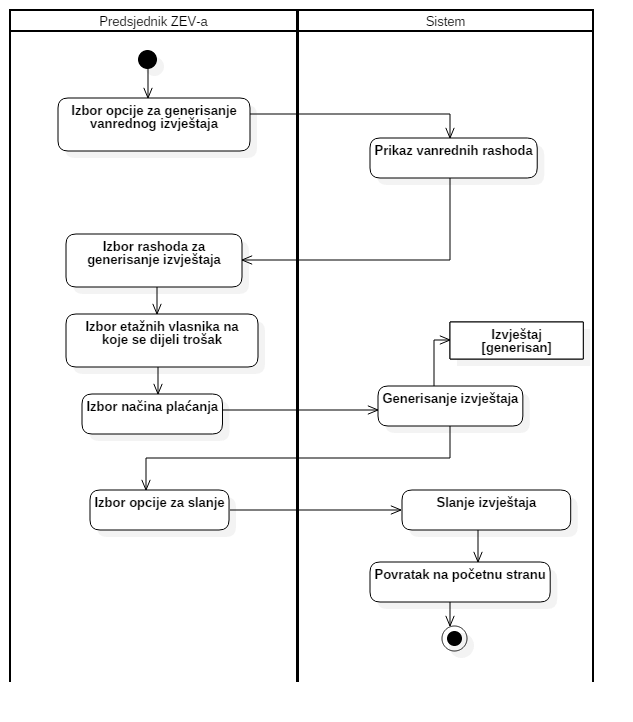 Predsjednik ZEV-a
Sistem
Izbor opcije za generisanje
vanrednog izvještaja
Prikaz vanrednih rashoda
Izbor rashoda za
generisanje izvještaja
Izbor etažnih vlasnika na
koje se dijeli trošak
Izvještaj
[generisan]
Izbor načina plaćanja
Generisanje izvještaja
Izbor opcije za slanje
Slanje izvještaja
Povratak na početnu stranu